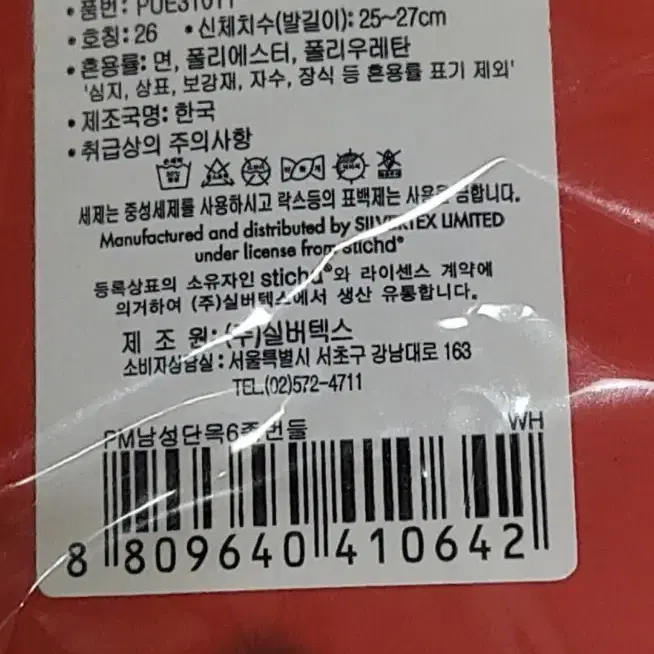 • 품번: PUE31011
• 호칭: 26 • 신체치수(발길이): 25~27cm
• 혼용률: 면, 폴리에스터, 폴리우레탄
'심지, 상표, 보강재, 자수, 장식 등 혼용률 표기 제외'
• 제조국명: 한국
• 취급상의 주의사항
세제는 중성세제를 사용하시고 락스등의 표백제는 사용을 금합니다.
Manufactured and distributed by SILVERTEX LIMITED
under license from stichd®
등록상표의 소유자인 stichd®와 라이센스 계약에
의거하여 (주)실버텍스에서 생산 유통합니다.
제 조 원: (주)실버텍스
소비자상담실 : 서울특별시 서초구 강남대로 163
TEL.(02)572-4711
PM남성단목6족번들 WH
8 809640 410642